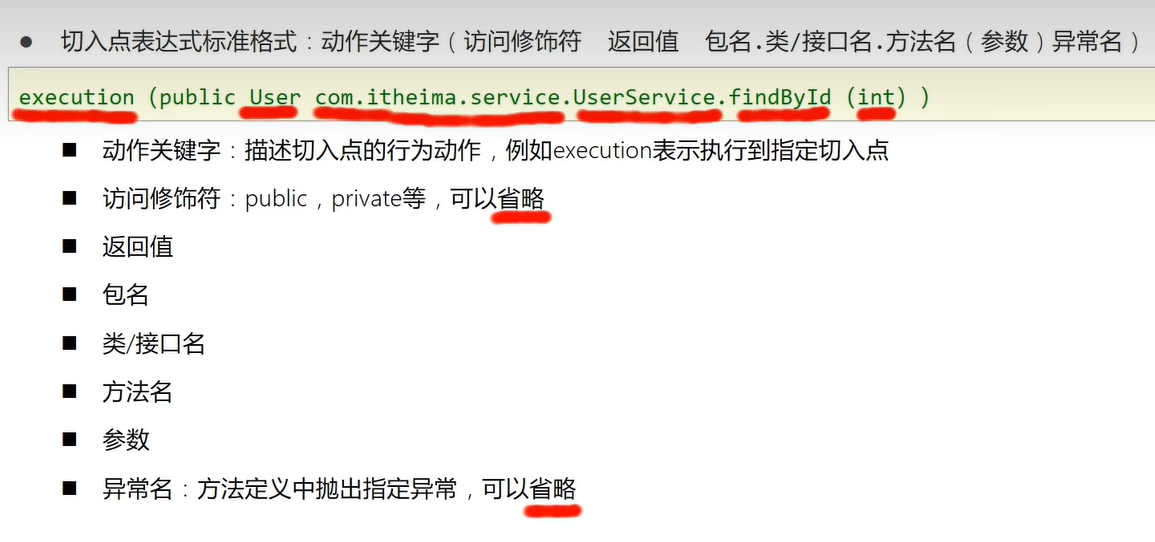 ● 切入点表达式标准格式：动作关键字（访问修饰符 返回值 包名.类/接口名.方法名（参数）异常名）
execution (public User com.itheima.service.UserService.findById (int) )
■ 动作关键字：描述切入点的行为动作，例如execution表示执行到指定切入点
■ 访问修饰符：public，private等，可以省略
■ 返回值
■ 包名
■ 类/接口名
■ 方法名
■ 参数
■ 异常名：方法定义中抛出指定异常，可以省略